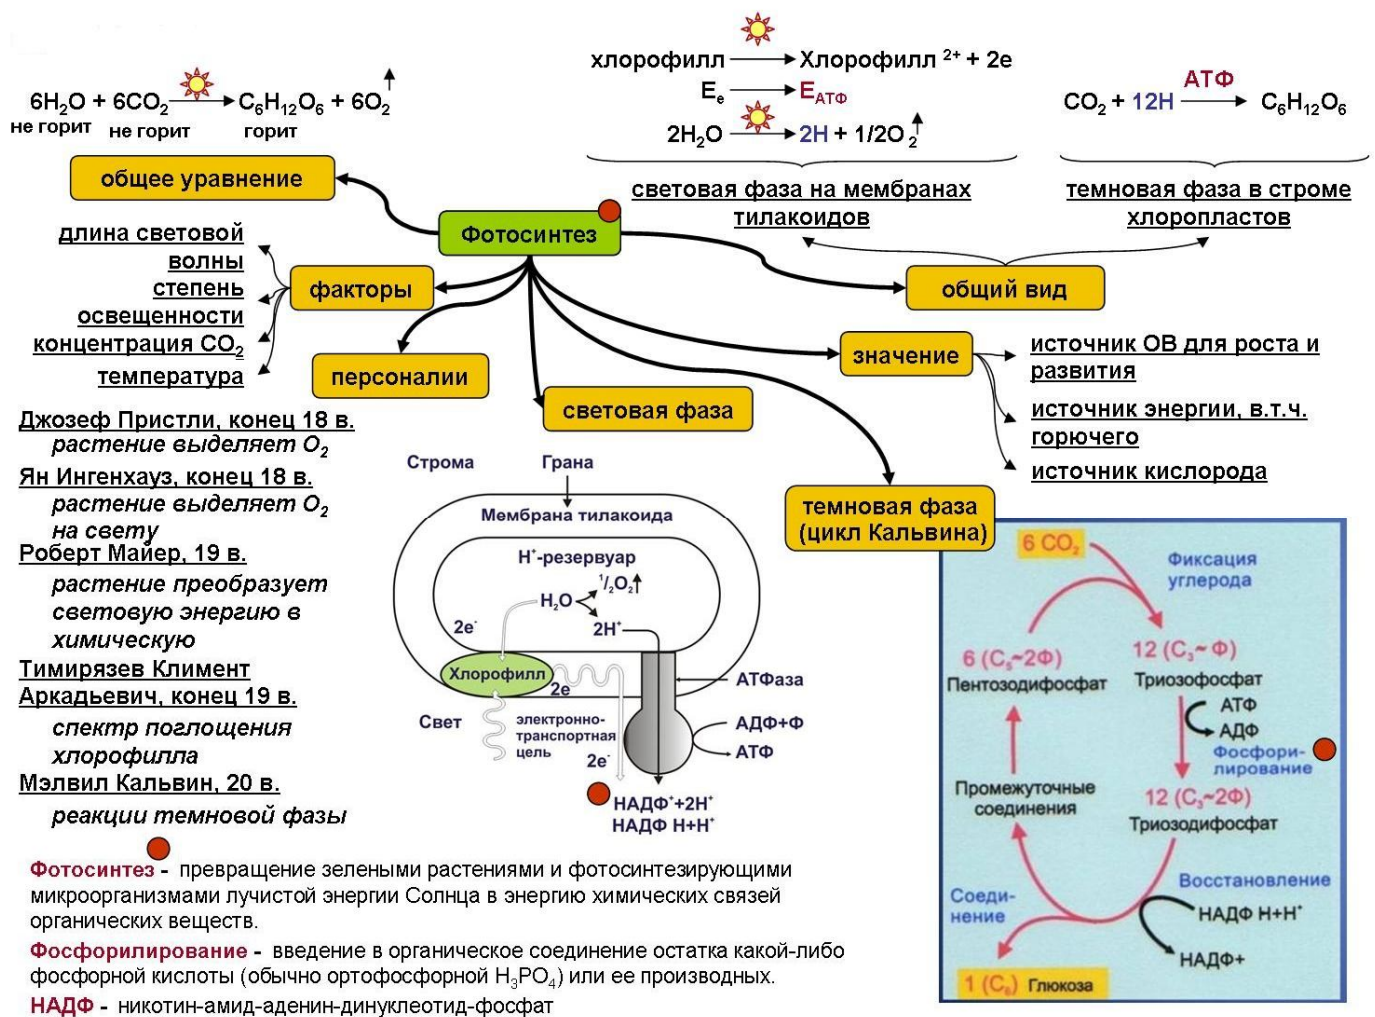 хлорофилл → Хлорофилл ²⁺ + 2e
Eₑ → E_АТФ
2H₂O → 2H + 1/2O₂↑
6H₂O + 6CO₂ → C₆H₁₂O₆ + 6O₂↑
не горит не горит горит
АТФ
CO₂ + 12H → C₆H₁₂O₆
общее уравнение
световая фаза на мембранах
тилакоидов
темновая фаза в строме
хлоропластов
Фотосинтез
общий вид
факторы
длина световой
волны
степень
освещенности
концентрация CO₂
температура
персоналии
значение
источник ОВ для роста и
развития
источник энергии, в.т.ч.
горючего
источник кислорода
световая фаза
темновая фаза
(цикл Кальвина)
Джозеф Пристли, конец 18 в.
растение выделяет O₂
Ян Ингенхауз, конец 18 в.
растение выделяет O₂
на свету
Роберт Майер, 19 в.
растение преобразует
световую энергию в
химическую
Тимирязев Климент
Аркадьевич, конец 19 в.
спектр поглощения
хлорофилла
Мэлвил Кальвин, 20 в.
реакции темновой фазы
Строма
Грана
Мембрана тилакоида
H⁺-резервуар
¹/₂O₂↑
H₂O
2e⁻
2H⁺
Хлорофилл
2e
АТФаза
Свет
электронно-
транспортная
цель
АДФ+Ф
АТФ
2e⁻
НАДФ⁺+2H⁺
НАДФ H+H⁺
6 CO₂
Фиксация
углерода
6 (C₅~2Ф)
Пентозодифосфат
12 (C₃~ Ф)
Триозофосфат
АТФ
АДФ
Фосфори-
лирование
Промежуточные
соединения
12 (C₃~2Ф)
Триозодифосфат
Восстановление
НАДФ H+H⁺
НАДФ+
Соеди-
нение
1 (C₆) Глюкоза
Фотосинтез - превращение зелеными растениями и фотосинтезирующими
микроорганизмами лучистой энергии Солнца в энергию химических связей
органических веществ.
Фосфорилирование - введение в органическое соединение остатка какой-либо
фосфорной кислоты (обычно ортофосфорной H₃PO₄) или ее производных.
НАДФ - никотин-амид-аденин-динуклеотид-фосфат